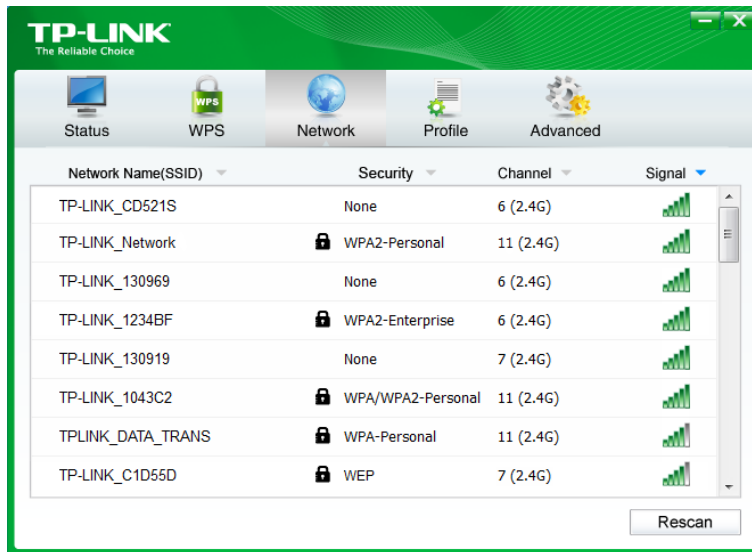 TP-LINK
The Reliable Choice
WPS
Status WPS Network Profile Advanced
Network Name(SSID) Security Channel Signal
TP-LINK_CD521S None 6 (2.4G)
TP-LINK_Network WPA2-Personal 11 (2.4G)
TP-LINK_130969 None 6 (2.4G)
TP-LINK_1234BF WPA2-Enterprise 6 (2.4G)
TP-LINK_130919 None 7 (2.4G)
TP-LINK_1043C2 WPA/WPA2-Personal 11 (2.4G)
TPLINK_DATA_TRANS WPA-Personal 11 (2.4G)
TP-LINK_C1D55D WEP 7 (2.4G)
Rescan